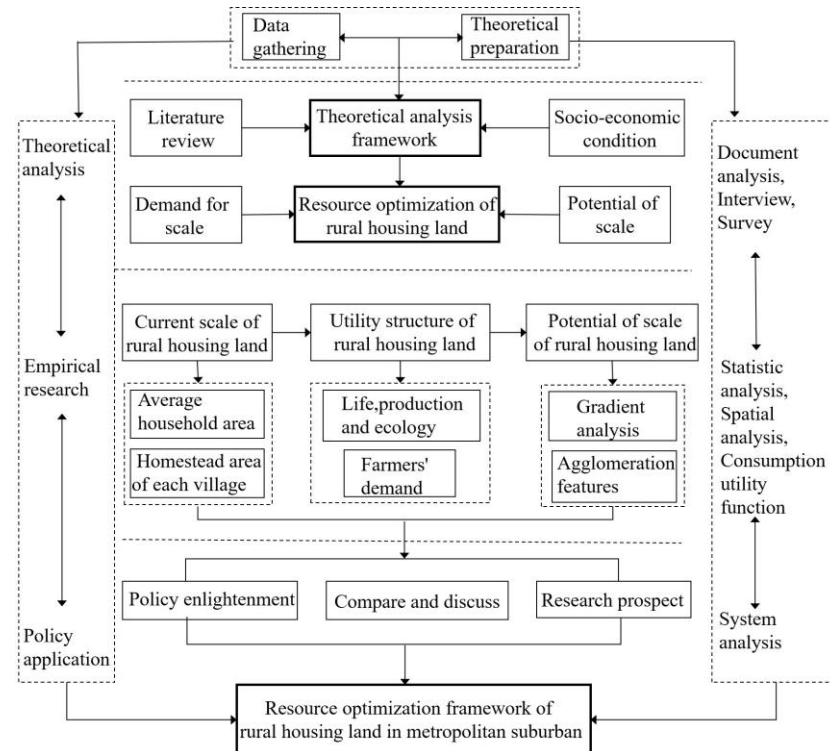 Data
gathering
Theoretical
preparation
Literature
review
Theoretical analysis
framework
Socio-economic
condition
Demand for
scale
Resource optimization of
rural housing land
Potential of
scale
Theoretical
analysis
Empirical
research
Policy
application
Document
analysis,
Interview,
Survey
Statistic
analysis,
Spatial
analysis,
Consumption
utility
function
System
analysis
Current scale of
rural housing land
Utility structure of
rural housing land
Potential of scale
of rural housing land
Average
household area
Homestead area
of each village
Life,production
and ecology
Farmers'
demand
Gradient
analysis
Agglomeration
features
Policy enlightenment
Compare and discuss
Research prospect
Resource optimization framework of
rural housing land in metropolitan suburban